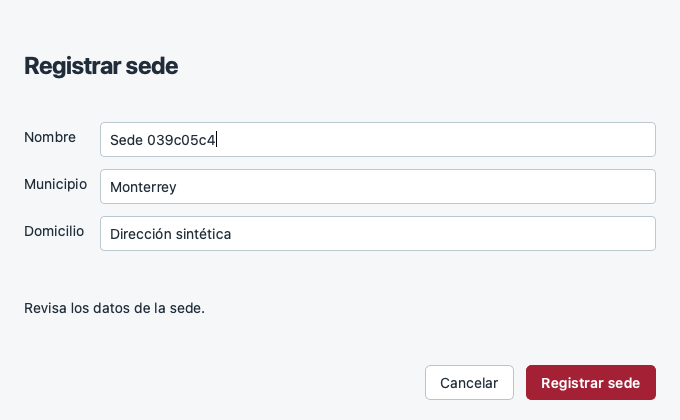 Registrar sede
Nombre
Sede 039c05c4
Municipio
Monterrey
Domicilio
Dirección sintética
Revisa los datos de la sede.
Cancelar
Registrar sede